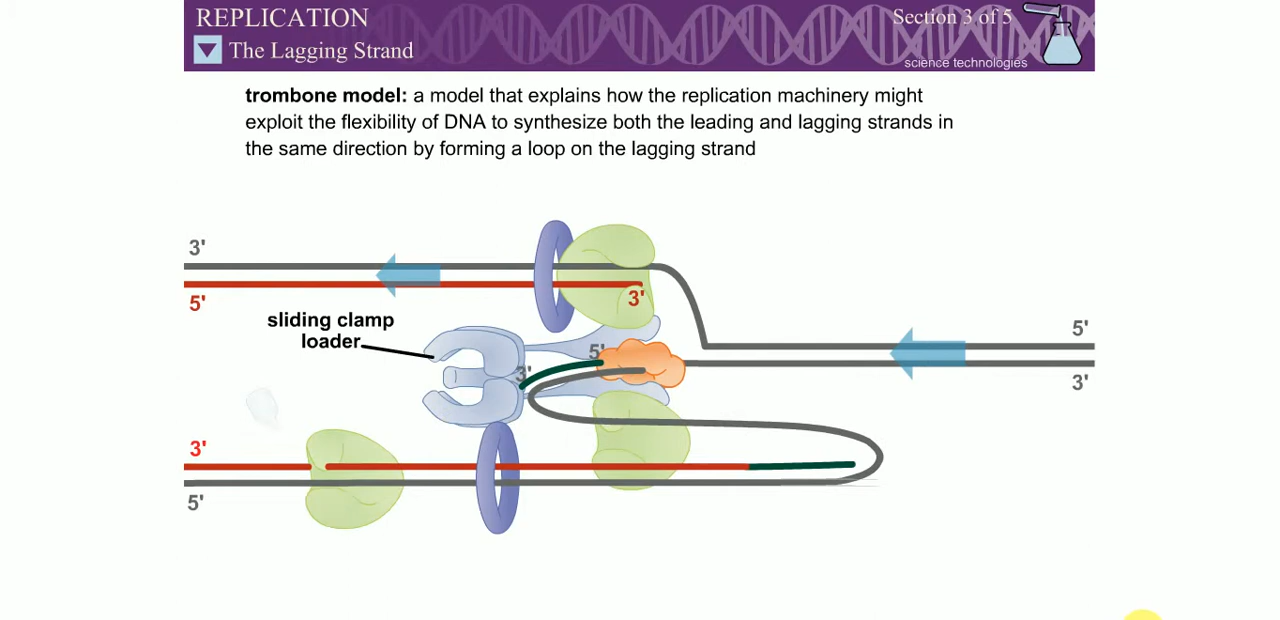 REPLICATION
Section 3 of 5
The Lagging Strand
science technologies
trombone model: a model that explains how the replication machinery might
exploit the flexibility of DNA to synthesize both the leading and lagging strands in
the same direction by forming a loop on the lagging strand
3'
5'
3'
sliding clamp
loader
5'
3'
5'
3'
3'
5'